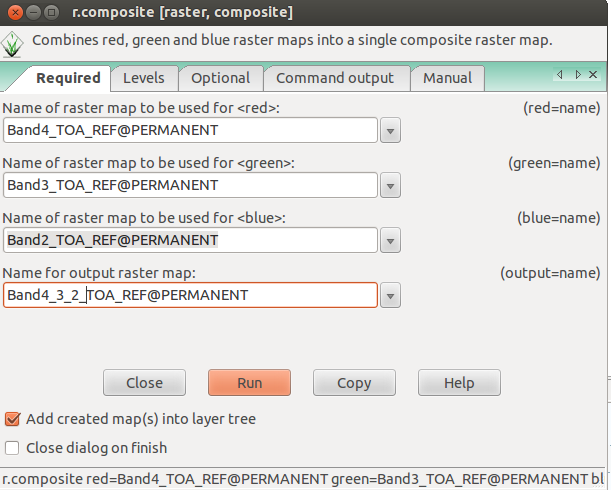 r.composite [raster, composite]
Combines red, green and blue raster maps into a single composite raster map.
Required Levels Optional Command output Manual
Name of raster map to be used for <red>: (red=name)
Band4_TOA_REF@PERMANENT
Name of raster map to be used for <green>: (green=name)
Band3_TOA_REF@PERMANENT
Name of raster map to be used for <blue>: (blue=name)
Band2_TOA_REF@PERMANENT
Name for output raster map: (output=name)
Band4_3_2_TOA_REF@PERMANENT
Close Run Copy Help
Add created map(s) into layer tree
Close dialog on finish
r.composite red=Band4_TOA_REF@PERMANENT green=Band3_TOA_REF@PERMANENT bl